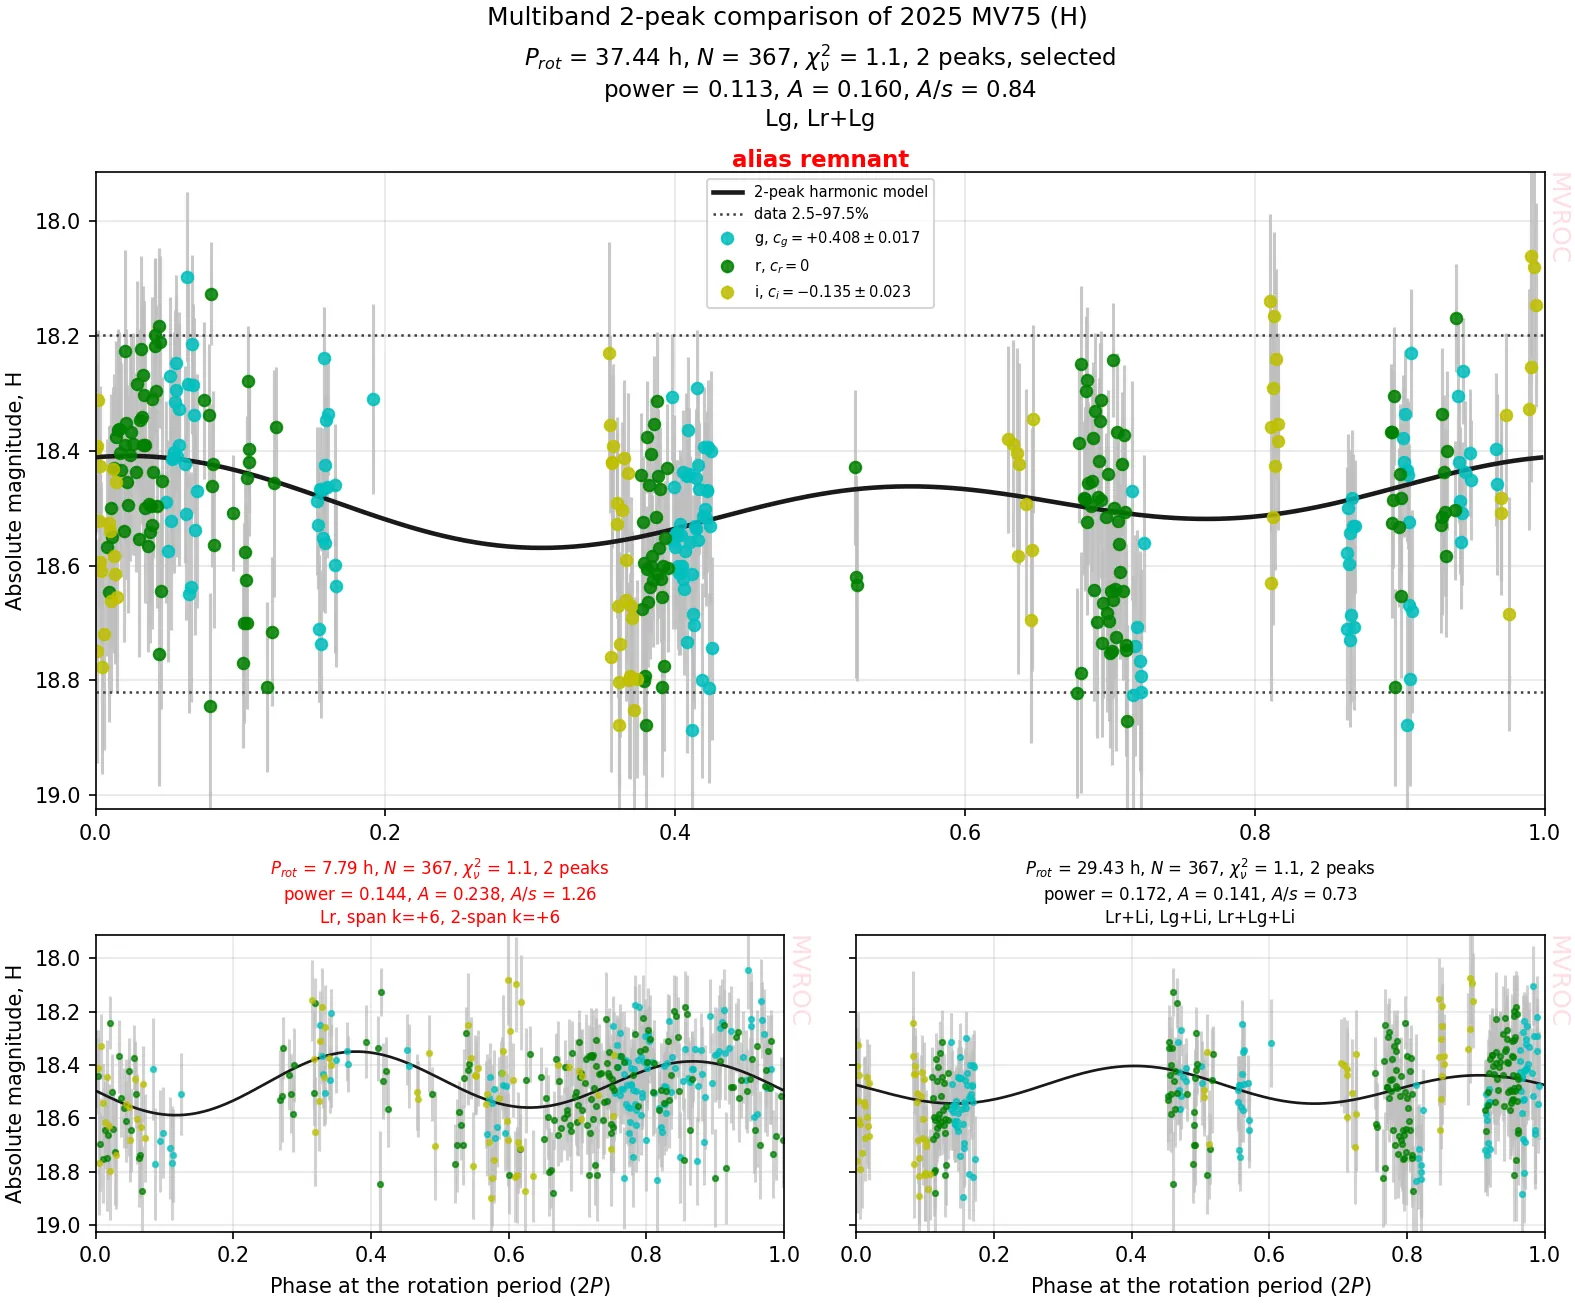 Multiband 2-peak comparison of 2025 MV75 (H)
P_rot = 37.44 h, N = 367, χ²_ν = 1.1, 2 peaks, selected
power = 0.113, A = 0.160, A/s = 0.84
Lg, Lr+Lg
alias remnant
2-peak harmonic model
data 2.5–97.5%
g, c_g = +0.408 ± 0.017
r, c_r = 0
i, c_i = −0.135 ± 0.023
MVROC
Absolute magnitude, H
18.0
18.2
18.4
18.6
18.8
19.0
0.0 0.2 0.4 0.6 0.8 1.0
P_rot = 7.79 h, N = 367, χ²_ν = 1.1, 2 peaks
power = 0.144, A = 0.238, A/s = 1.26
Lr, span k=+6, 2-span k=+6
MVROC
Absolute magnitude, H
18.0
18.2
18.4
18.6
18.8
19.0
0.0 0.2 0.4 0.6 0.8 1.0
Phase at the rotation period (2P)
P_rot = 29.43 h, N = 367, χ²_ν = 1.1, 2 peaks
power = 0.172, A = 0.141, A/s = 0.73
Lr+Li, Lg+Li, Lr+Lg+Li
MVROC
0.0 0.2 0.4 0.6 0.8 1.0
Phase at the rotation period (2P)